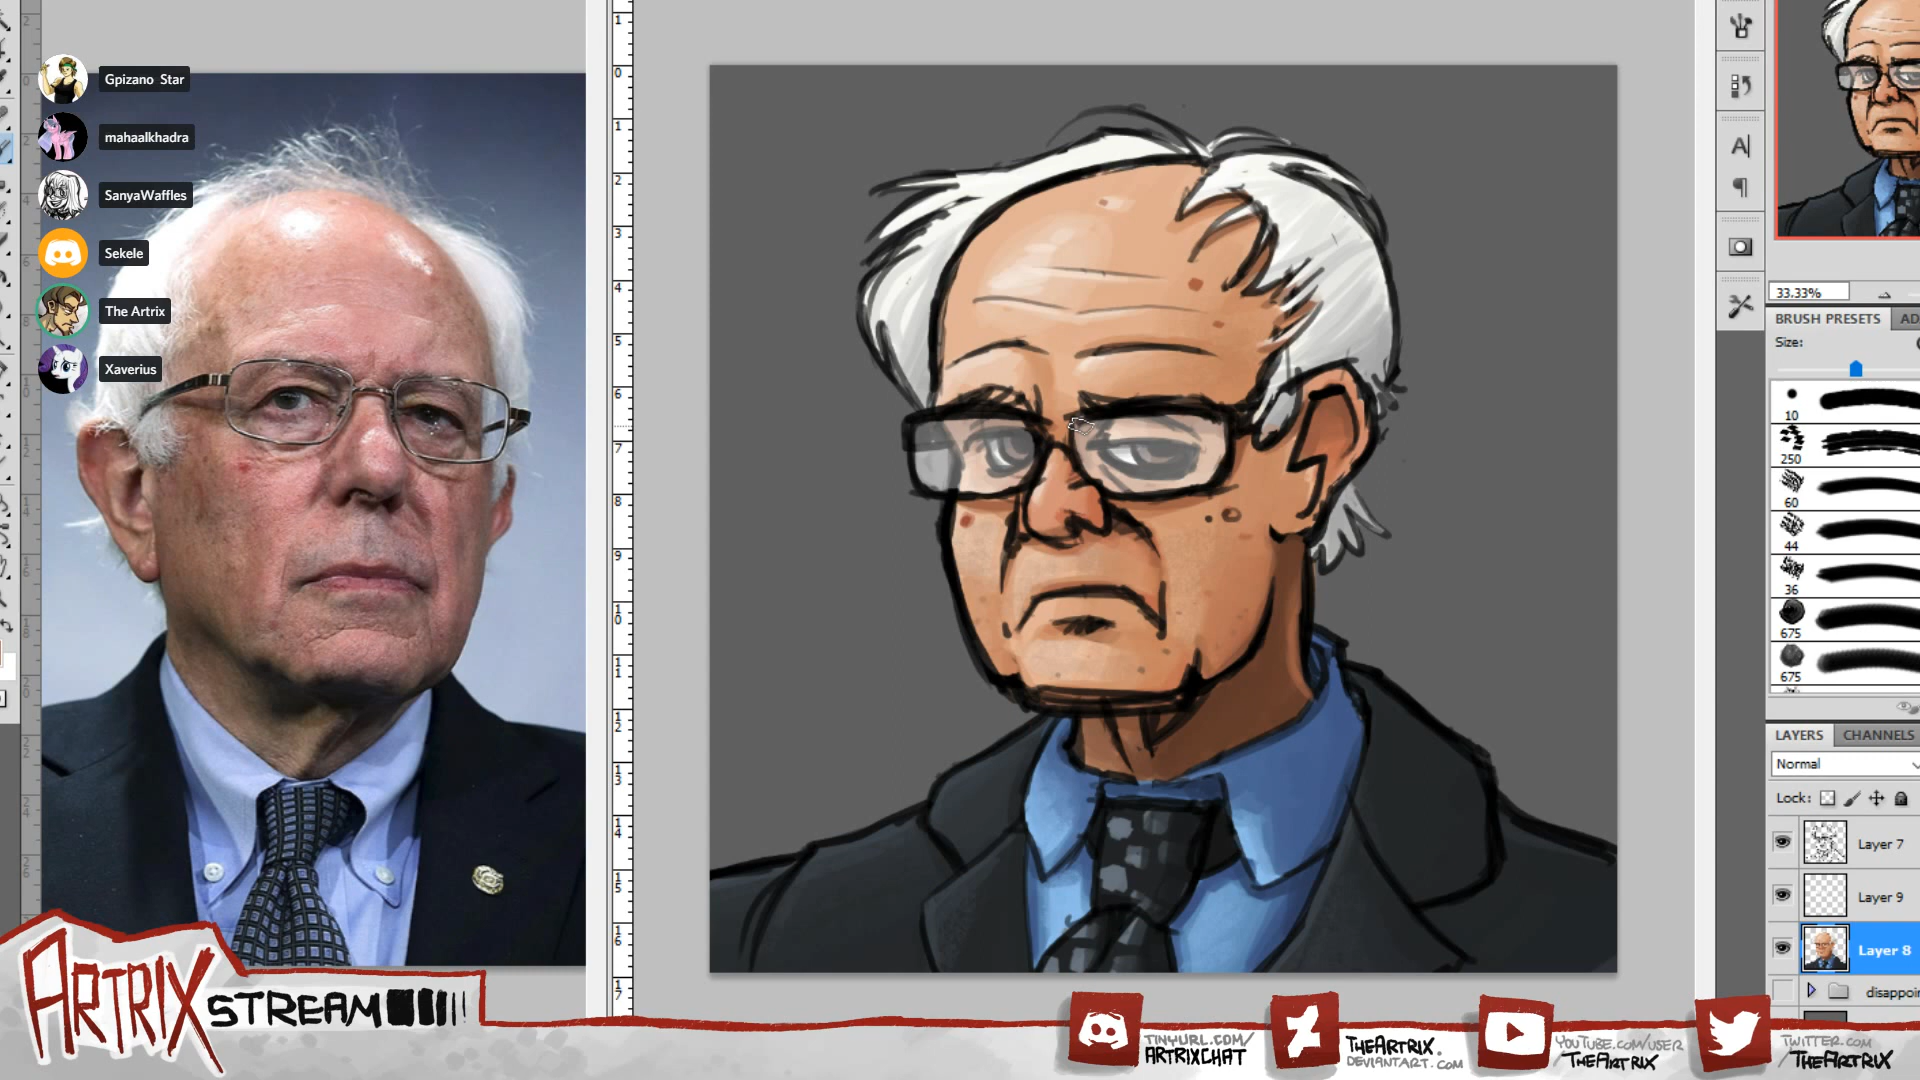 Gpizano Star
mahaalkhadra
SanyaWaffles
Sekele
The Artrix
Xaverius
33.33%
BRUSH PRESETS
AD
Size:
10
250
60
44
36
675
675
LAYERS
CHANNELS
Normal
Lock:
Layer 7
Layer 9
Layer 8
disappoin
ARTRIX
STREAM
TINYURL.COM/
ARTRIXCHAT
THEARTRIX.
DEVIANTART.COM
YOUTUBE.COM/USER
/THEARTRIX
TWITTER.COM
/THEARTRIX